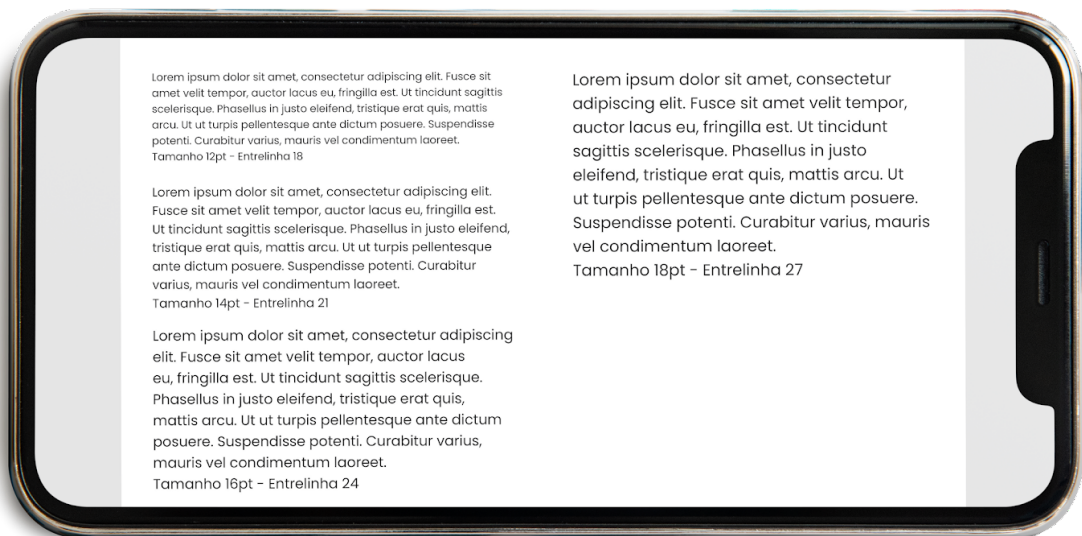 Lorem ipsum dolor sit amet, consectetur adipiscing elit. Fusce sit
amet velit tempor, auctor lacus eu, fringilla est. Ut tincidunt sagittis
scelerisque. Phasellus in justo eleifend, tristique erat quis, mattis
arcu. Ut ut turpis pellentesque ante dictum posuere. Suspendisse
potenti. Curabitur varius, mauris vel condimentum laoreet.
Tamanho 12pt - Entrelinha 18
Lorem ipsum dolor sit amet, consectetur adipiscing elit.
Fusce sit amet velit tempor, auctor lacus eu, fringilla est.
Ut tincidunt sagittis scelerisque. Phasellus in justo eleifend,
tristique erat quis, mattis arcu. Ut ut turpis pellentesque
ante dictum posuere. Suspendisse potenti. Curabitur
varius, mauris vel condimentum laoreet.
Tamanho 14pt - Entrelinha 21
Lorem ipsum dolor sit amet, consectetur adipiscing
elit. Fusce sit amet velit tempor, auctor lacus
eu, fringilla est. Ut tincidunt sagittis scelerisque.
Phasellus in justo eleifend, tristique erat quis,
mattis arcu. Ut ut turpis pellentesque ante dictum
posuere. Suspendisse potenti. Curabitur varius,
mauris vel condimentum laoreet.
Tamanho 16pt - Entrelinha 24
Lorem ipsum dolor sit amet, consectetur
adipiscing elit. Fusce sit amet velit tempor,
auctor lacus eu, fringilla est. Ut tincidunt
sagittis scelerisque. Phasellus in justo
eleifend, tristique erat quis, mattis arcu. Ut
ut turpis pellentesque ante dictum posuere.
Suspendisse potenti. Curabitur varius, mauris
vel condimentum laoreet.
Tamanho 18pt - Entrelinha 27